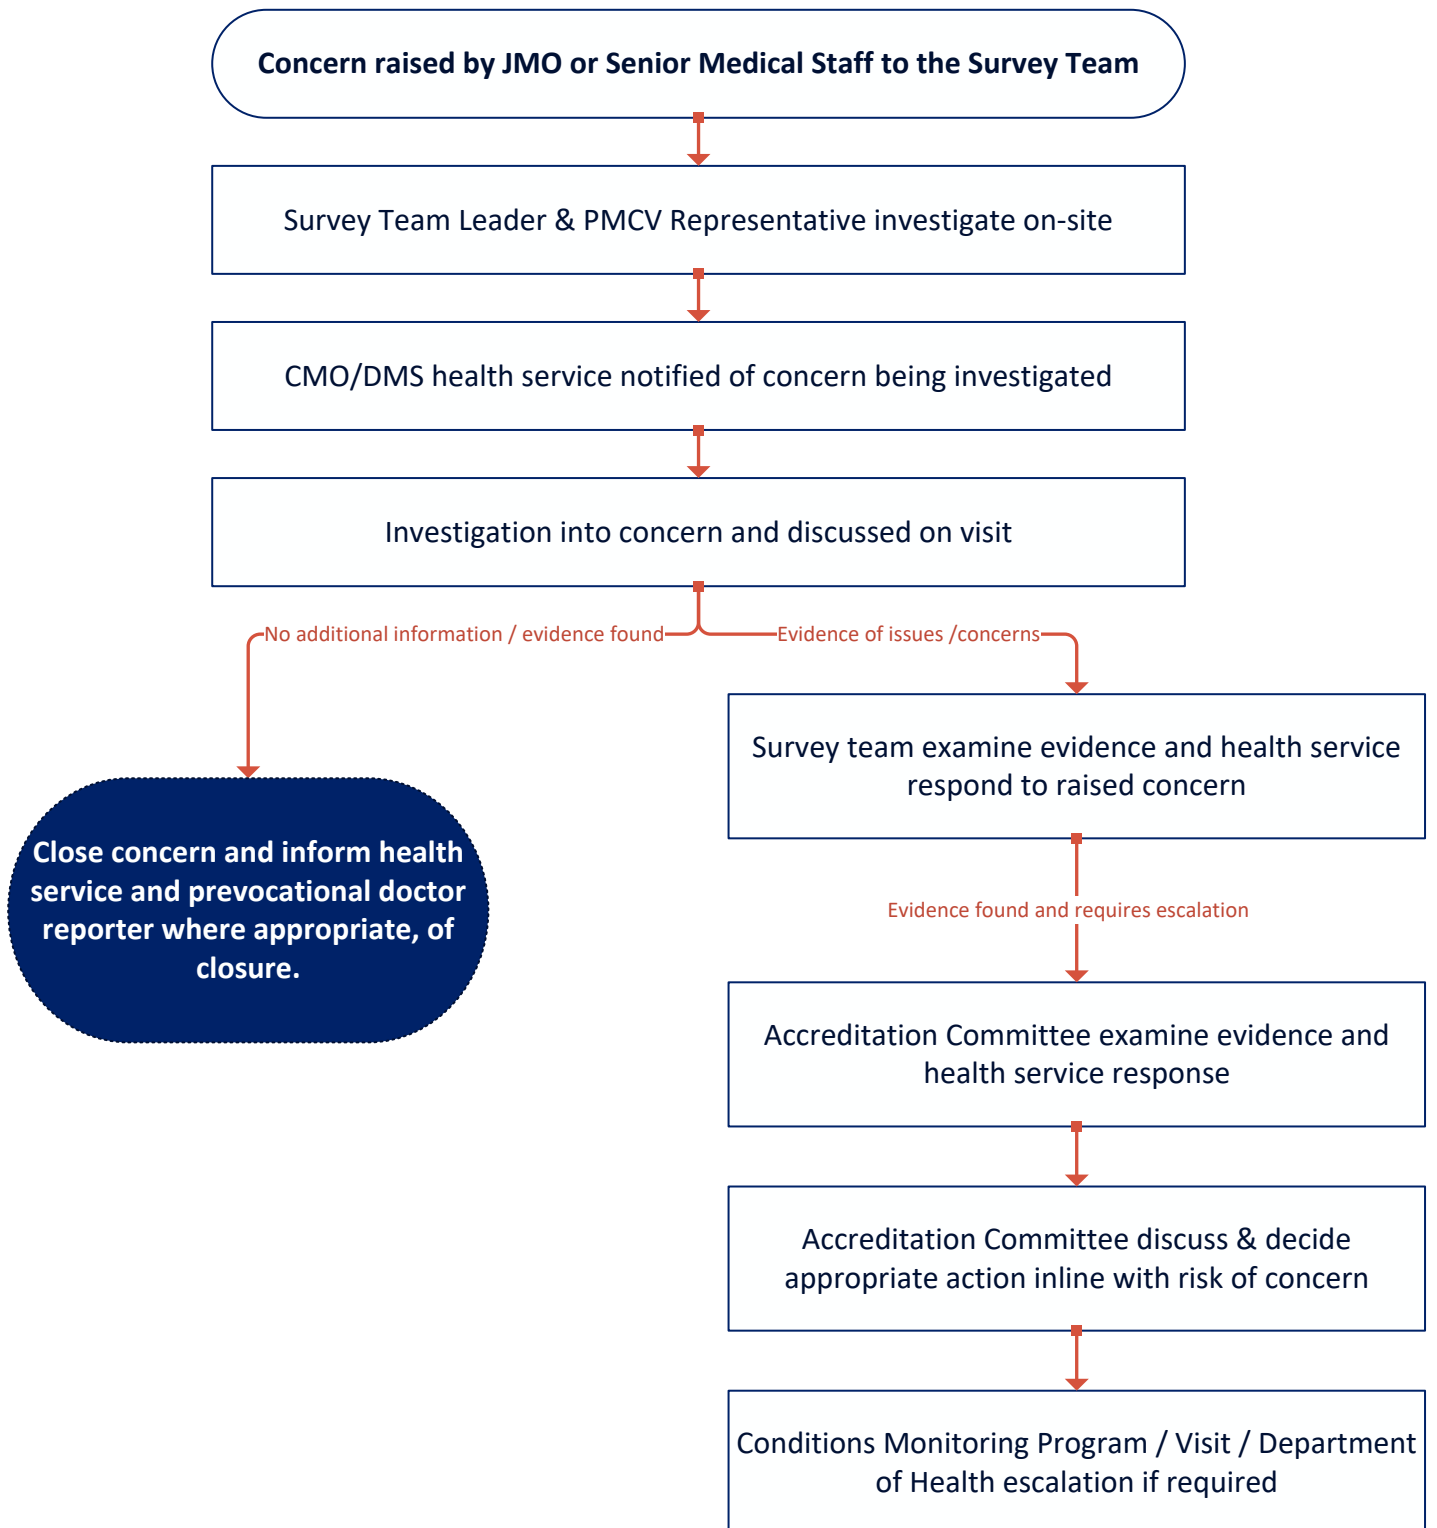 Concern raised by JMO or Senior Medical Staff to the Survey Team
Survey Team Leader & PMCV Representative investigate on-site
CMO/DMS health service notified of concern being investigated
Investigation into concern and discussed on visit
No additional information / evidence found
Evidence of issues /concerns
Close concern and inform health
service and prevocational doctor
reporter where appropriate, of
closure.
Survey team examine evidence and health service
respond to raised concern
Evidence found and requires escalation
Accreditation Committee examine evidence and
health service response
Accreditation Committee discuss & decide
appropriate action inline with risk of concern
Conditions Monitoring Program / Visit / Department
of Health escalation if required